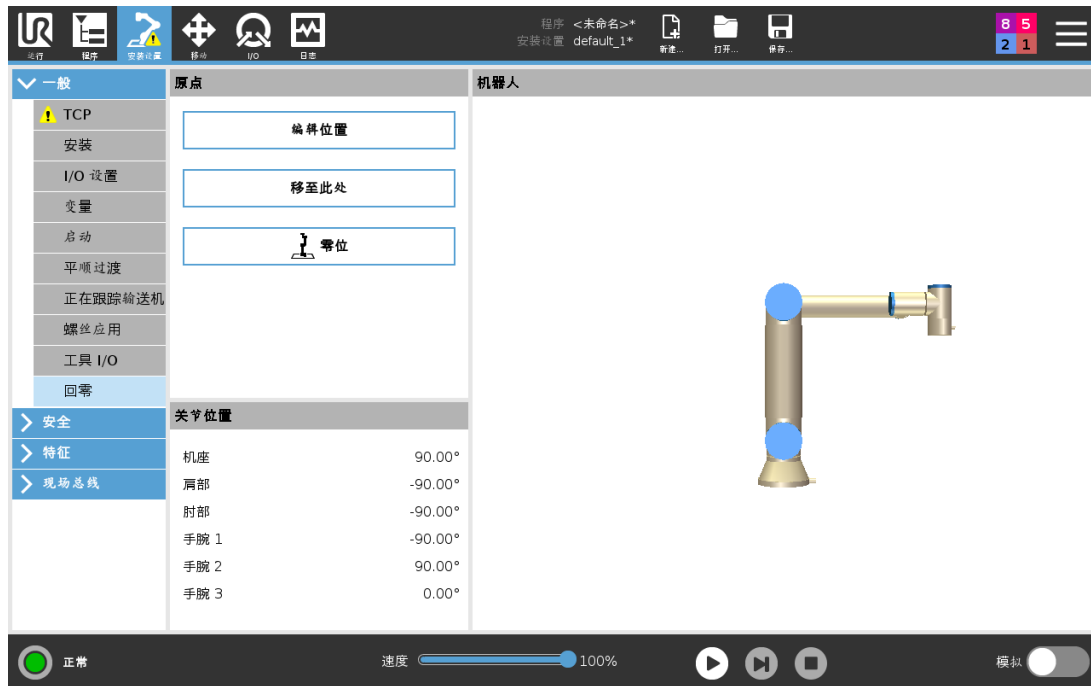 程序 <未命名>*
安装设置 default_1*
运行 程序 安装设置 移动 I/O 日志 新建... 打开... 保存...
8 5
2 1
一般
TCP
安装
I/O 设置
变量
启动
平顺过渡
正在跟踪输送机
螺丝应用
工具 I/O
回零
安全
特征
现场总线
原点
编辑位置
移至此处
零位
关节位置
机座 90.00°
肩部 -90.00°
肘部 -90.00°
手腕 1 -90.00°
手腕 2 90.00°
手腕 3 0.00°
机器人
正常 速度 100% 模拟